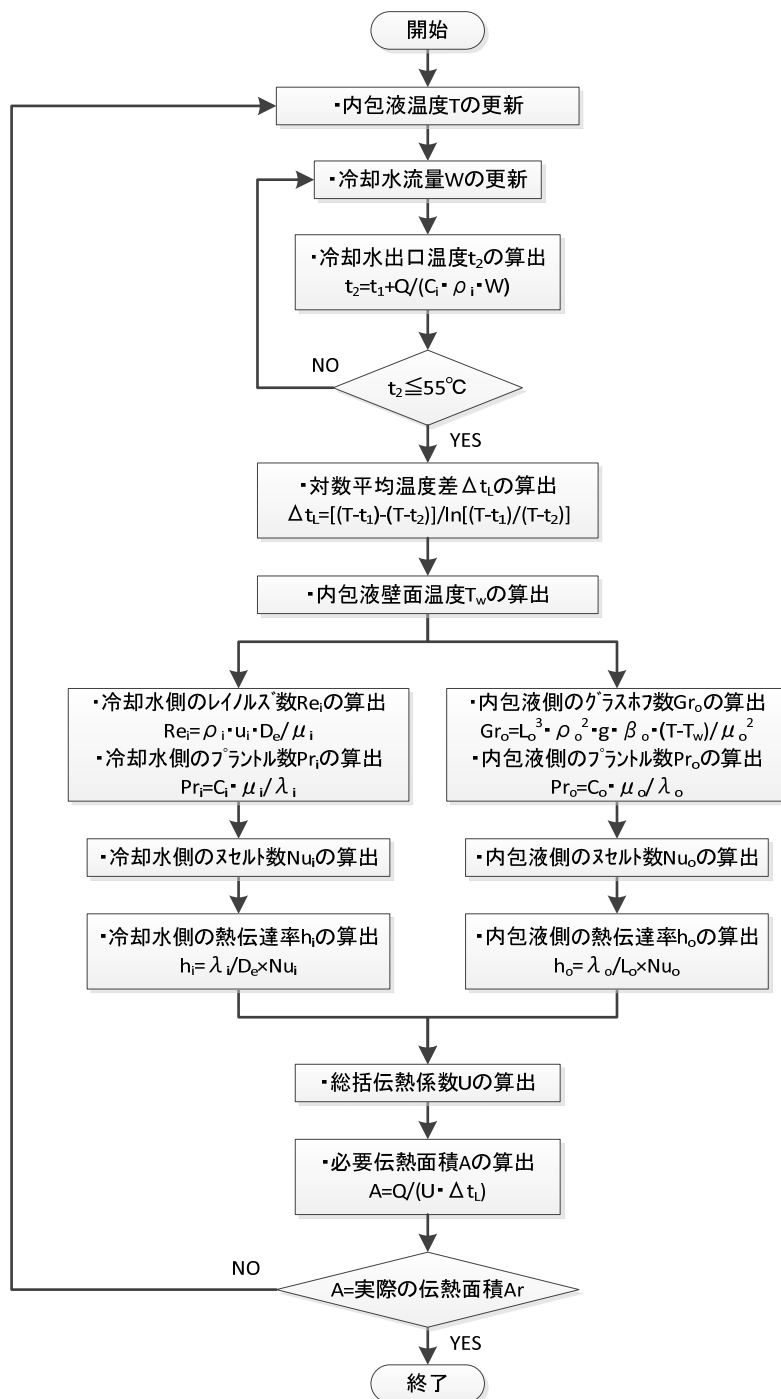 開始
・内包液温度Tの更新
・冷却水流量Wの更新
・冷却水出口温度t₂の算出
t₂=t₁+Q/(Cᵢ・ρᵢ・W)
NO
t₂≦55℃
YES
・対数平均温度差Δt_Lの算出
Δt_L=[(T-t₁)-(T-t₂)]/ln[(T-t₁)/(T-t₂)]
・内包液壁面温度T_wの算出
・冷却水側のﾚｲﾉﾙｽﾞ数Reᵢの算出
Reᵢ=ρᵢ・uᵢ・Dₑ/μᵢ
・冷却水側のﾌﾟﾗﾝﾄﾙ数Prᵢの算出
Prᵢ=Cᵢ・μᵢ/λᵢ
・内包液側のｸﾞﾗｽﾎﾌ数Grₒの算出
Grₒ=Lₒ³・ρₒ²・g・βₒ・(T-T_w)/μₒ²
・内包液側のﾌﾟﾗﾝﾄﾙ数Prₒの算出
Prₒ=Cₒ・μₒ/λₒ
・冷却水側のﾇｾﾙﾄ数Nuᵢの算出
・内包液側のﾇｾﾙﾄ数Nuₒの算出
・冷却水側の熱伝達率hᵢの算出
hᵢ=λᵢ/Dₑ×Nuᵢ
・内包液側の熱伝達率hₒの算出
hₒ=λₒ/Lₒ×Nuₒ
・総括伝熱係数Uの算出
・必要伝熱面積Aの算出
A=Q/(U・Δt_L)
NO
A=実際の伝熱面積Ar
YES
終了